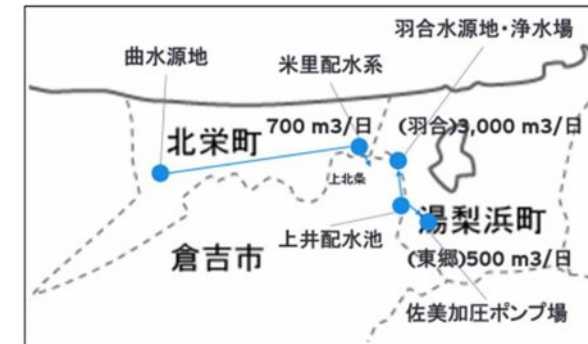 羽合水源地・浄水場
曲水源地
米里配水系
700 m3/日
(羽合)3,000 m3/日
北栄町
上北条
湯梨浜町
上井配水池
倉吉市
(東郷)500 m3/日
佐美加圧ポンプ場